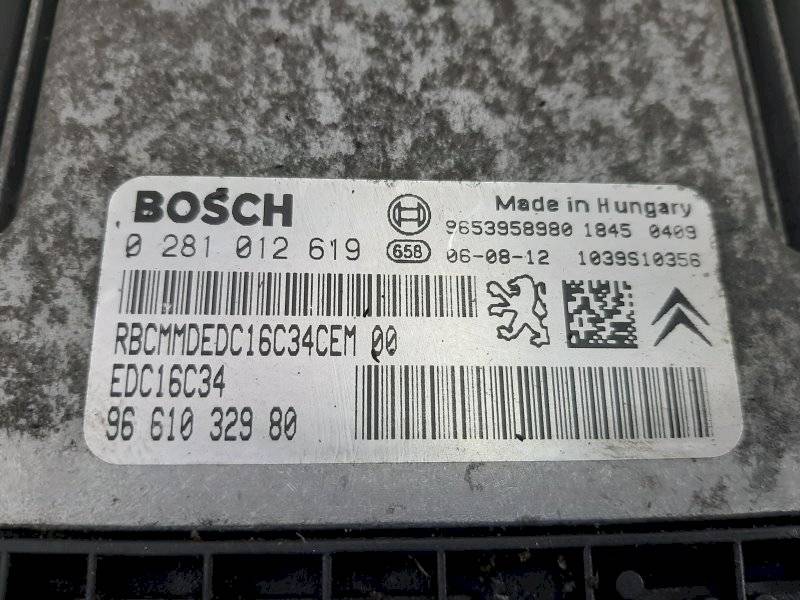 BOSCH
Made in Hungary
9653958980 1845 0409
0 281 012 619
658
06-08-12 1039S10356
RBCMMDEDC16C34CEM 00
EDC16C34
96 610 329 80